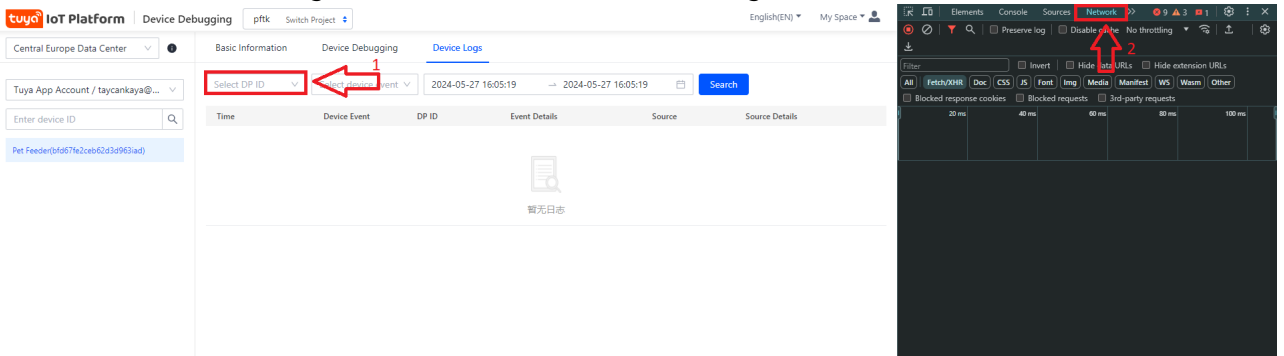 tuya IoT Platform Device Debugging pftk Switch Project English(EN) My Space
Central Europe Data Center
Basic Information Device Debugging Device Logs
Tuya App Account / taycankaya@...
1
Select DP ID Select device event 2024-05-27 16:05:19 → 2024-05-27 16:05:19 Search
Enter device ID
Time Device Event DP ID Event Details Source Source Details
Pet Feeder(bfd67fe2ceb62d3d963iad)
暂无日志
Elements Console Sources Network 9 3 1
Preserve log Disable cache No throttling
2
Filter Invert Hide data URLs Hide extension URLs
All Fetch/XHR Doc CSS JS Font Img Media Manifest WS Wasm Other
Blocked response cookies Blocked requests 3rd-party requests
20 ms 40 ms 60 ms 80 ms 100 ms